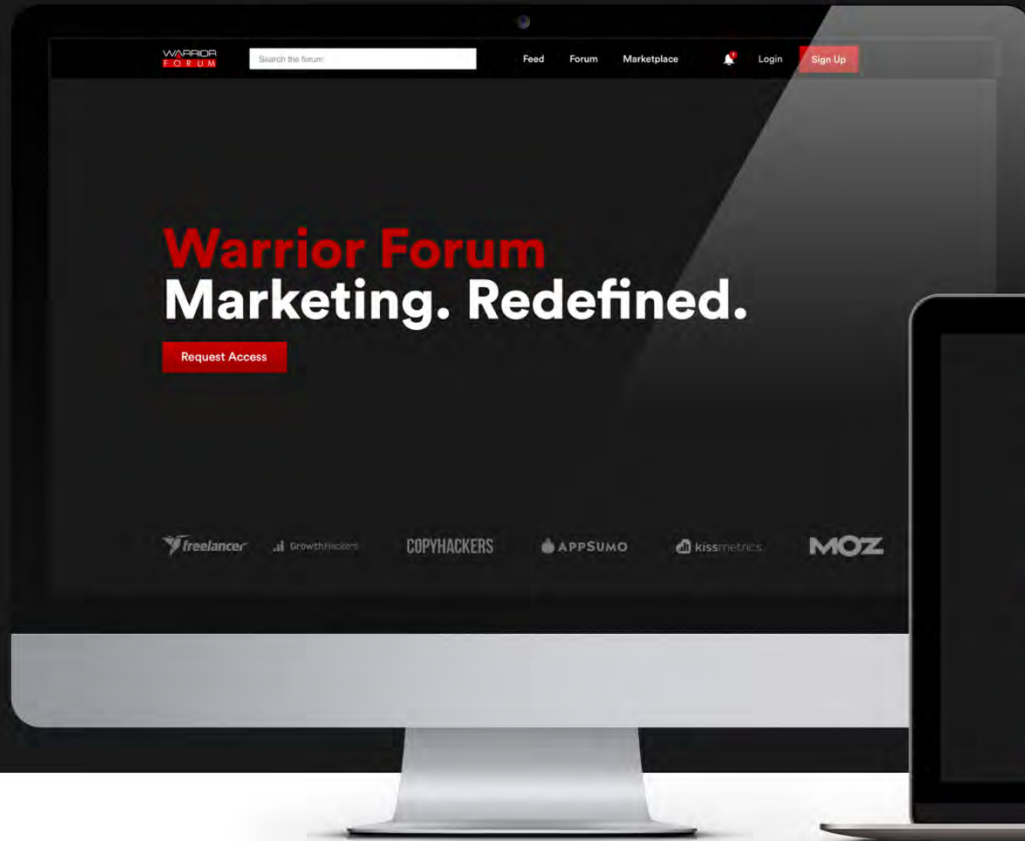 WARRIOR
FORUM
Search the forum
Feed
Forum
Marketplace
Login
Sign Up
Warrior Forum
Marketing. Redefined.
Request Access
freelancer
GrowthHackers
COPYHACKERS
APPSUMO
kissmetrics
MOZ